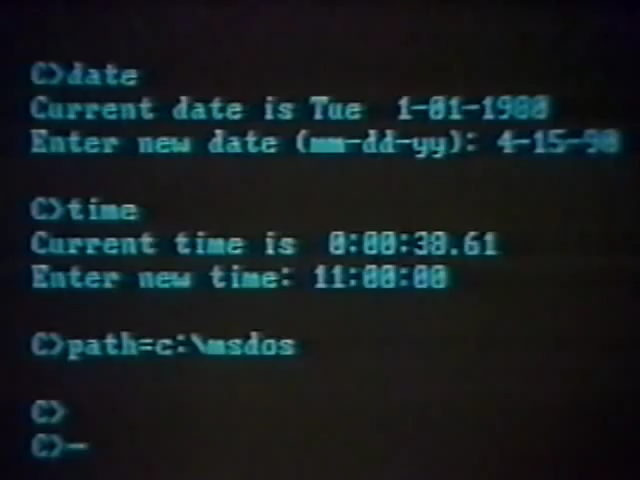 C>date
Current date is Tue  1-01-1980
Enter new date (mm-dd-yy): 4-15-90
C>time
Current time is  0:00:38.61
Enter new time: 11:00:00
C>path=c:\msdos
C>
C>_